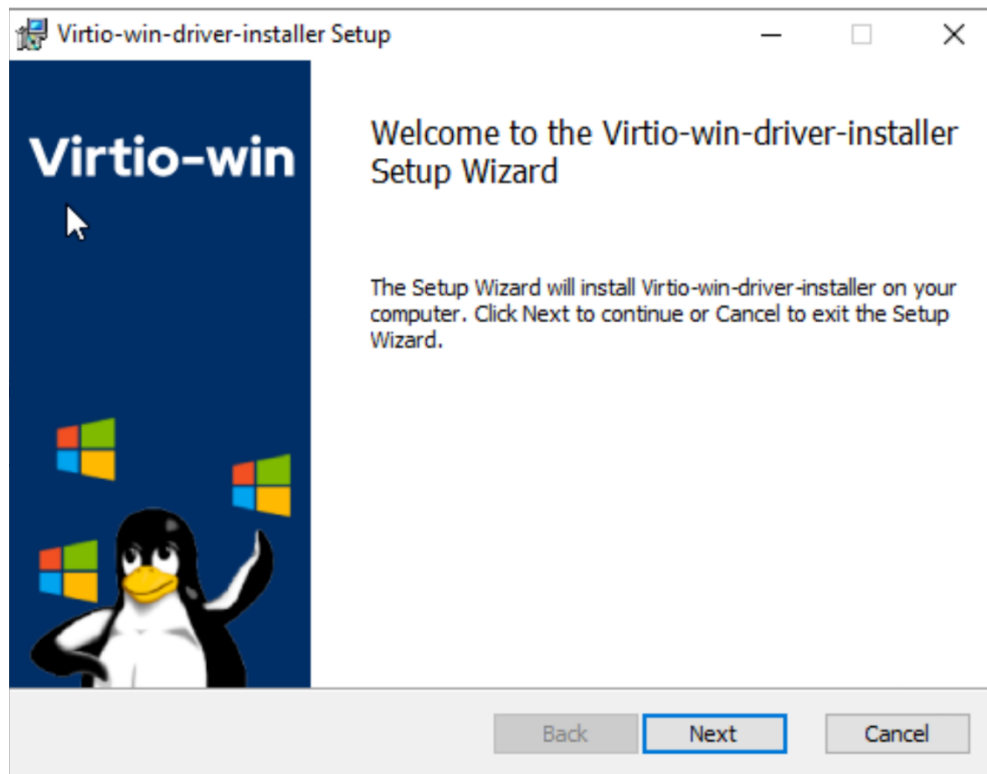 Virtio-win-driver-installer Setup
Virtio-win
Welcome to the Virtio-win-driver-installer
Setup Wizard
The Setup Wizard will install Virtio-win-driver-installer on your
computer. Click Next to continue or Cancel to exit the Setup
Wizard.
Back
Next
Cancel